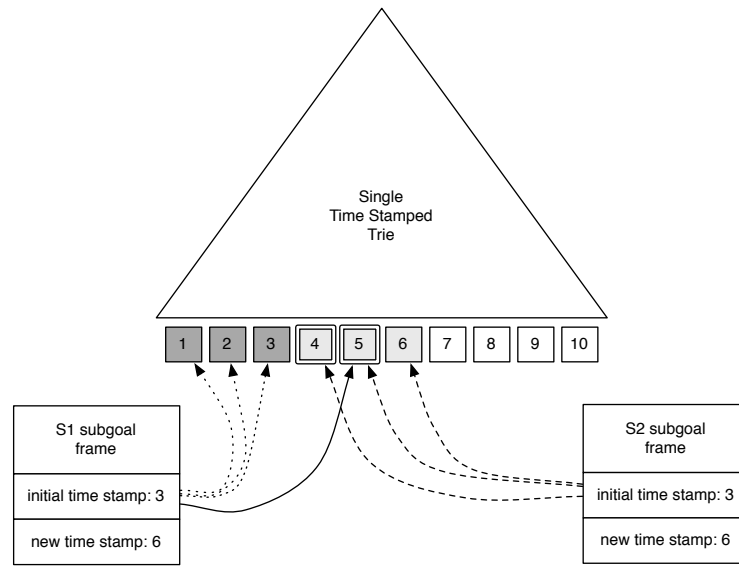 Single
Time Stamped
Trie
1 2 3 4 5 6 7 8 9 10
S1 subgoal
frame
initial time stamp: 3
new time stamp: 6
S2 subgoal
frame
initial time stamp: 3
new time stamp: 6